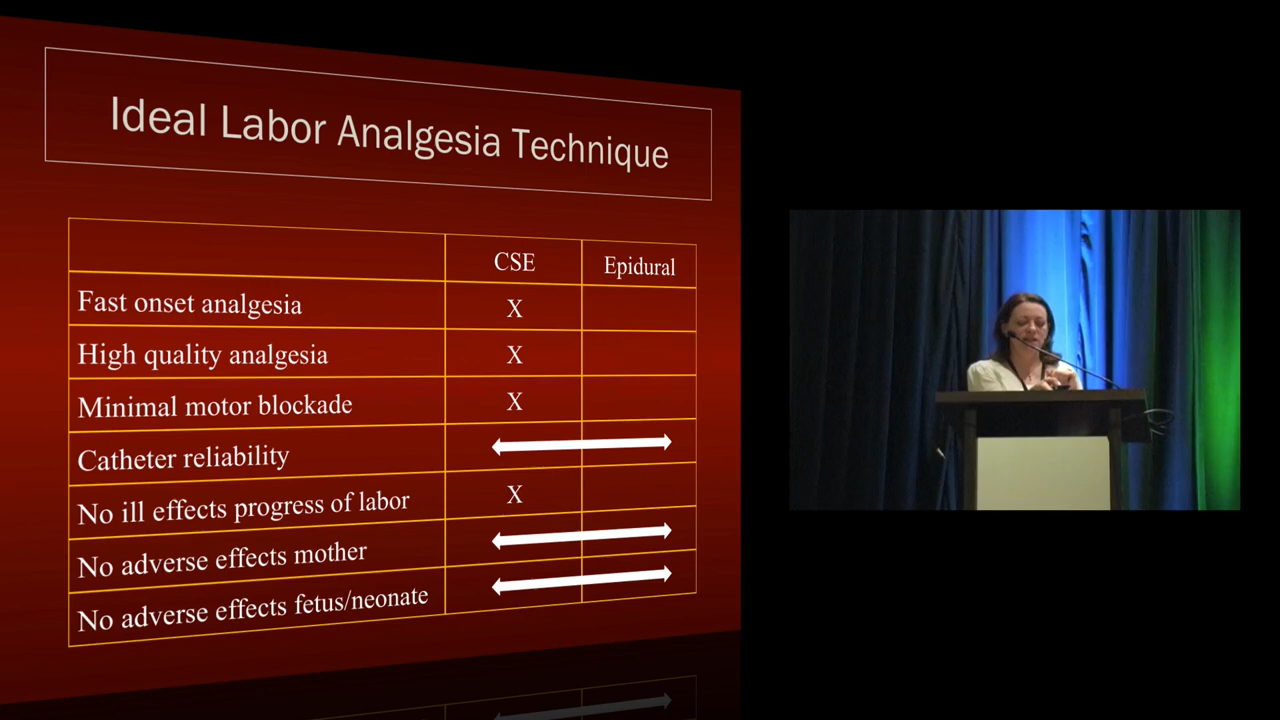 Ideal Labor Analgesia Technique
CSE Epidural
Fast onset analgesia X
High quality analgesia X
Minimal motor blockade X
Catheter reliability
No ill effects progress of labor X
No adverse effects mother
No adverse effects fetus/neonate